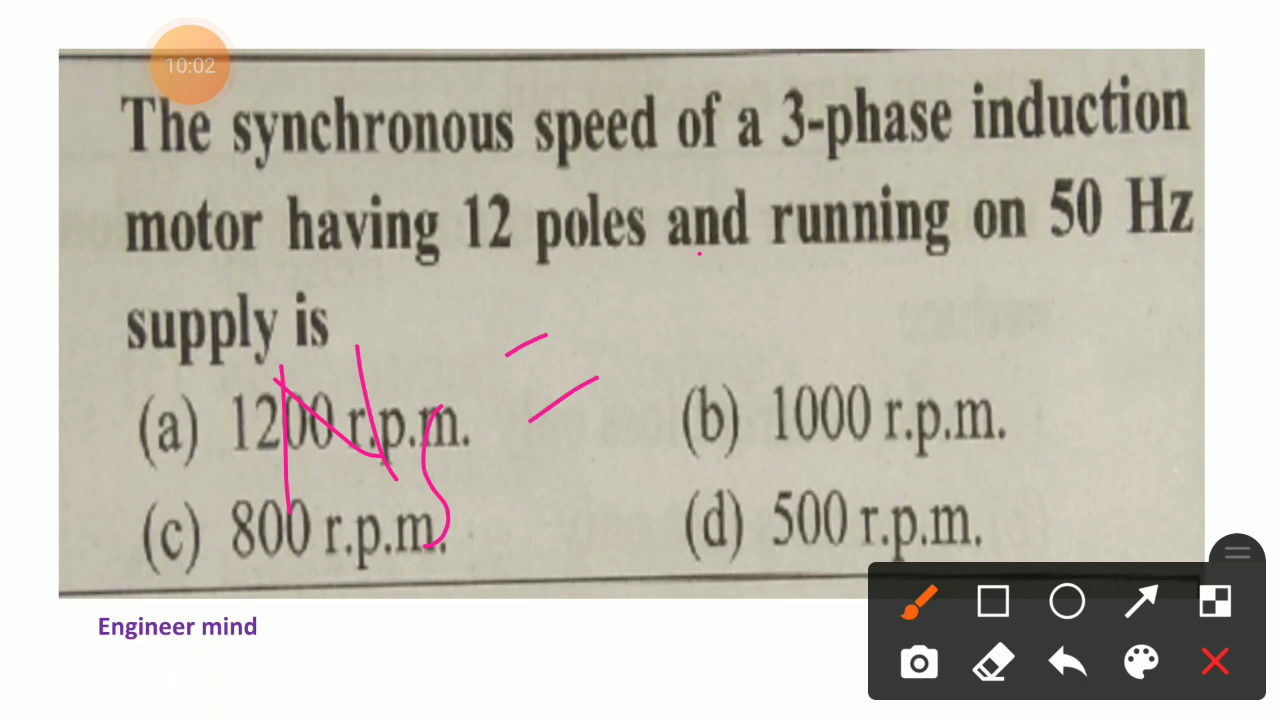 10:02
The synchronous speed of a 3-phase induction
motor having 12 poles and running on 50 Hz
supply is
(a) 1200 r.p.m. (b) 1000 r.p.m.
(c) 800 r.p.m. (d) 500 r.p.m.
Ns =
Engineer mind